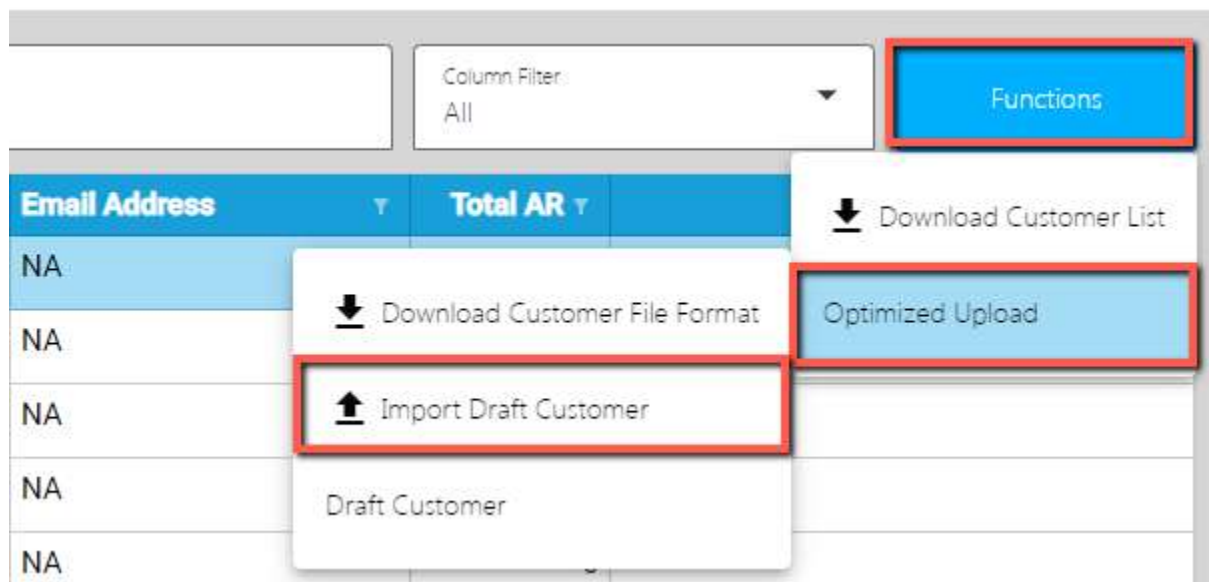 Column Filter
All
Functions
Email Address Total AR
Download Customer List
NA
Download Customer File Format
Optimized Upload
NA
Import Draft Customer
NA
NA
Draft Customer
NA